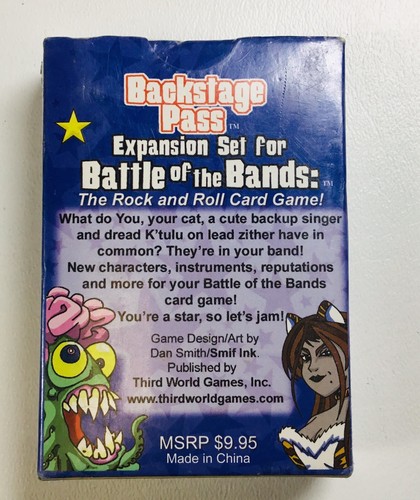 Backstage
Pass™
Expansion Set for
Battle of the Bands:™
The Rock and Roll Card Game!
What do You, your cat, a cute backup singer
and dread K'tulu on lead zither have in
common? They're in your band!
New characters, instruments, reputations
and more for your Battle of the Bands
card game!
You're a star, so let's jam!
Game Design/Art by
Dan Smith/Smif Ink.
Published by
Third World Games, Inc.
www.thirdworldgames.com
MSRP $9.95
Made in China